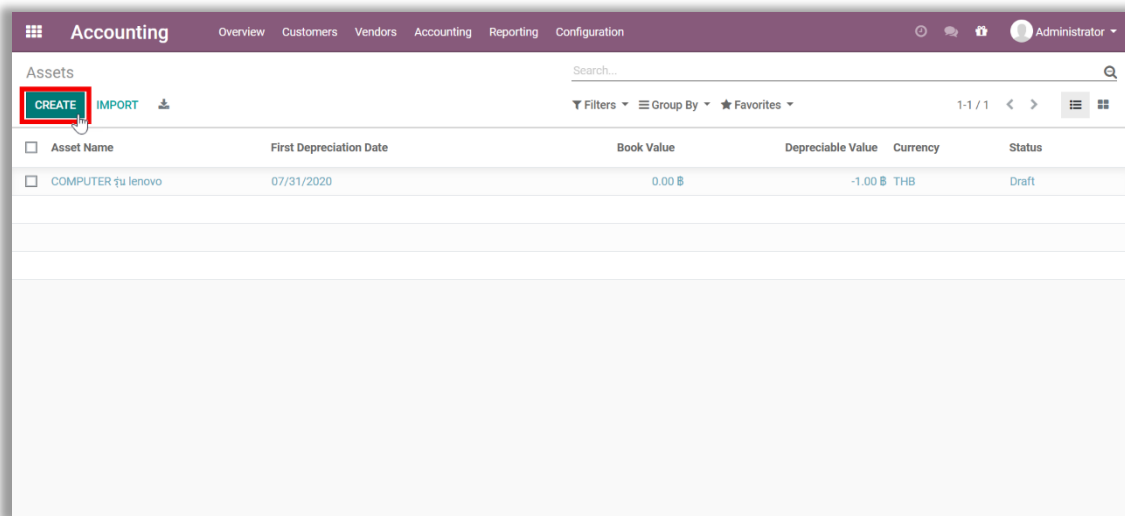 Accounting Overview Customers Vendors Accounting Reporting Configuration Administrator
Assets Search...
CREATE IMPORT Filters Group By Favorites 1-1 / 1
Asset Name First Depreciation Date Book Value Depreciable Value Currency Status
COMPUTER รุ่น lenovo 07/31/2020 0.00 ฿ -1.00 ฿ THB Draft